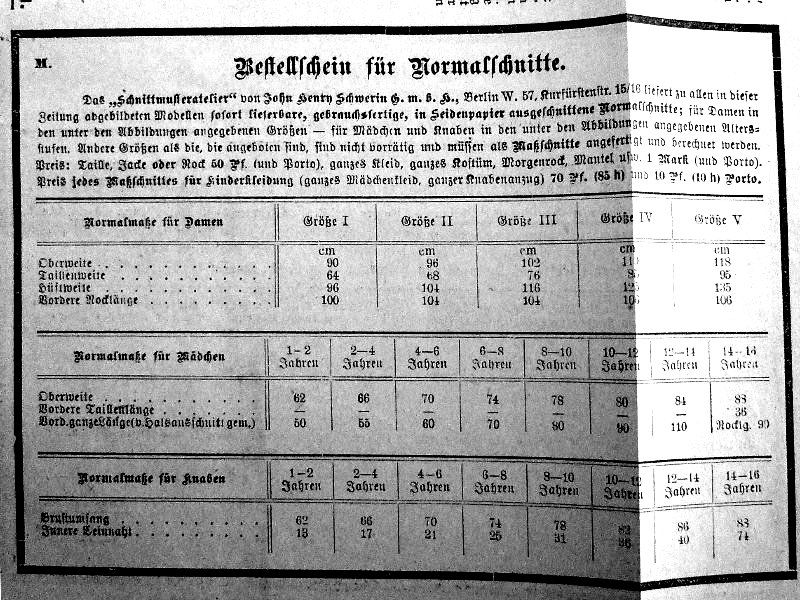 M.
Bestellschein für Normalschnitte.
Das „Schnittmusteratelier“ von John Henry Schwerin G. m. b. H., Berlin W. 57, Kurfürstenstr. 15/16 liefert zu allen in dieser
Zeitung abgebildeten Modellen sofort lieferbare, gebrauchsfertige, in Seidenpapier ausgeschnittene Normalschnitte; für Damen in
den unter den Abbildungen angegebenen Größen — für Mädchen und Knaben in den unter den Abbildungen angegebenen Alters-
stufen. Andere Größen als die, die angeboten sind, sind nicht vorrätig und müssen als Maßschnitte angefertigt und berechnet werden.
Preis: Taille, Jacke oder Rock 50 Pf. (und Porto), ganzes Kleid, ganzes Kostüm, Morgenrock, Mantel usw. 1 Mark (und Porto).
Preis jedes Maßschnittes für Kinderkleidung (ganzes Mädchenkleid, ganzer Knabenanzug) 70 Pf. (85 h) und 10 Pf. (10 h) Porto.
Normalmaße für Damen Größe I Größe II Größe III Größe IV Größe V
cm cm cm cm cm
Oberweite 90 96 102 118
Taillenweite 64 68 76 95
Hüftweite 96 104 116 135
Vordere Rocklänge 100 104 104 106
Normalmaße für Mädchen 1—2 Jahren 2—4 Jahren 4—6 Jahren 6—8 Jahren 8—10 Jahren 10—12 Jahren 12—14 Jahren 14—16 Jahren
Oberweite 62 66 70 74 78 80 84 88
Vordere Taillenlänge — — — — — — — 36
Vord. ganze Länge (v. Halsausschnitt gem.) 50 55 60 70 80 90 110 Rocklg. 90
Normalmaße für Knaben 1—2 Jahren 2—4 Jahren 4—6 Jahren 6—8 Jahren 8—10 Jahren 10—12 Jahren 12—14 Jahren 14—16 Jahren
Brustumfang 62 66 70 74 78 82 86 88
Innere Beinnaht 13 17 21 25 31 36 40 74